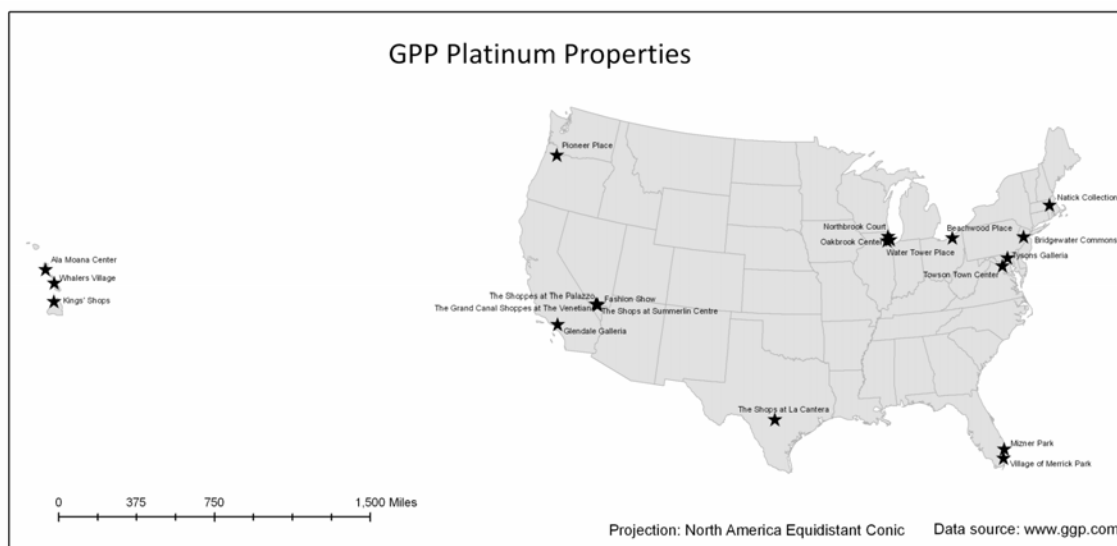 GPP Platinum Properties
Pioneer Place
Natick Collection
Northbrook Court
Beachwood Place
Oakbrook Center
Bridgewater Commons
Water Tower Place
Tysons Galleria
Towson Town Center
Ala Moana Center
Whalers Village
Kings' Shops
The Shoppes at The Palazzo
Fashion Show
The Grand Canal Shoppes at The Venetian
The Shops at Summerlin Centre
Glendale Galleria
The Shops at La Cantera
Mizner Park
Village of Merrick Park
0 375 750 1,500 Miles
Projection: North America Equidistant Conic Data source: www.ggp.com